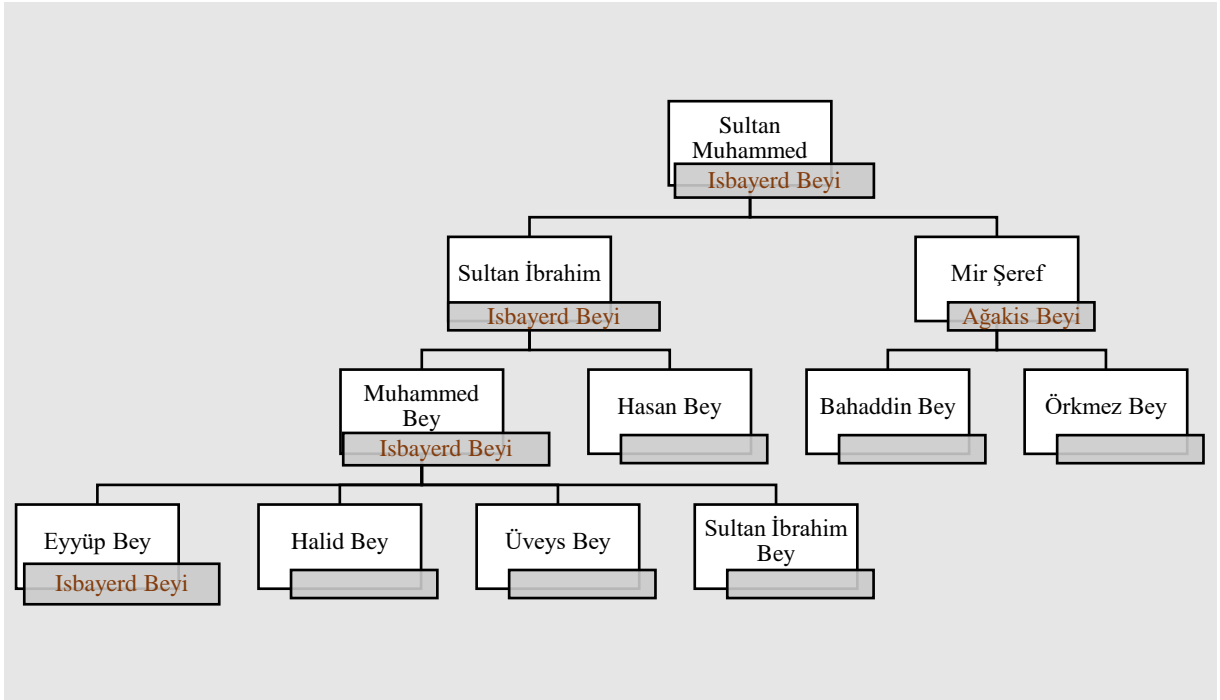 Sultan
Muhammed
Isbayerd Beyi
Sultan İbrahim
Isbayerd Beyi
Mir Şeref
Ağakis Beyi
Muhammed
Bey
Isbayerd Beyi
Hasan Bey
Bahaddin Bey
Örkmez Bey
Eyyüp Bey
Isbayerd Beyi
Halid Bey
Üveys Bey
Sultan İbrahim
Bey